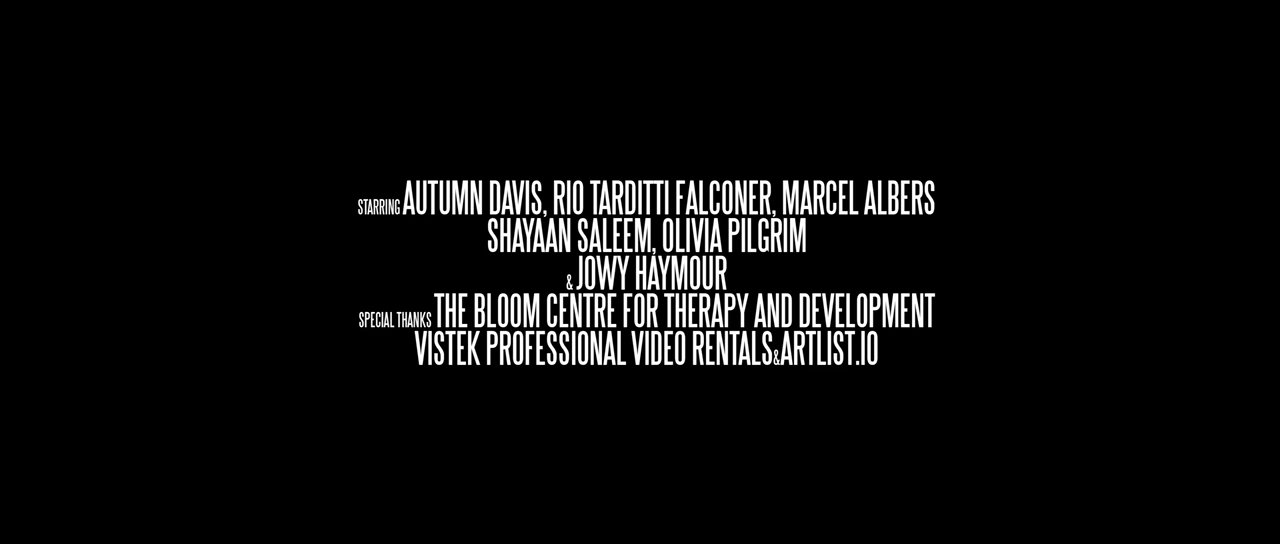 STARRING AUTUMN DAVIS, RIO TARDITTI FALCONER, MARCEL ALBERS
SHAYAAN SALEEM, OLIVIA PILGRIM
& JOWY HAYMOUR
SPECIAL THANKS THE BLOOM CENTRE FOR THERAPY AND DEVELOPMENT
VISTEK PROFESSIONAL VIDEO RENTALS & ARTLIST.IO